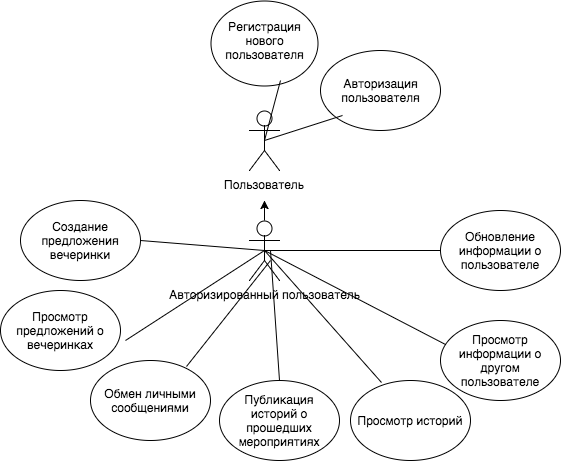 Регистрация
нового
пользователя
Авторизация
пользователя
Пользователь
Создание
предложения
вечеринки
Обновление
информации о
пользователе
Авторизированный пользователь
Просмотр
предложений о
вечеринках
Просмотр
информации о
другом
пользователе
Обмен личными
сообщениями
Публикация
историй о
прошедших
мероприятиях
Просмотр историй